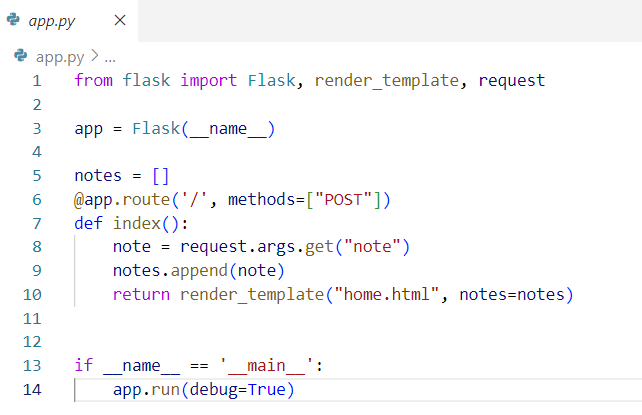 app.py
app.py > ...
1 from flask import Flask, render_template, request
2
3 app = Flask(__name__)
4
5 notes = []
6 @app.route('/', methods=["POST"])
7 def index():
8     note = request.args.get("note")
9     notes.append(note)
10     return render_template("home.html", notes=notes)
11
12
13 if __name__ == '__main__':
14     app.run(debug=True)